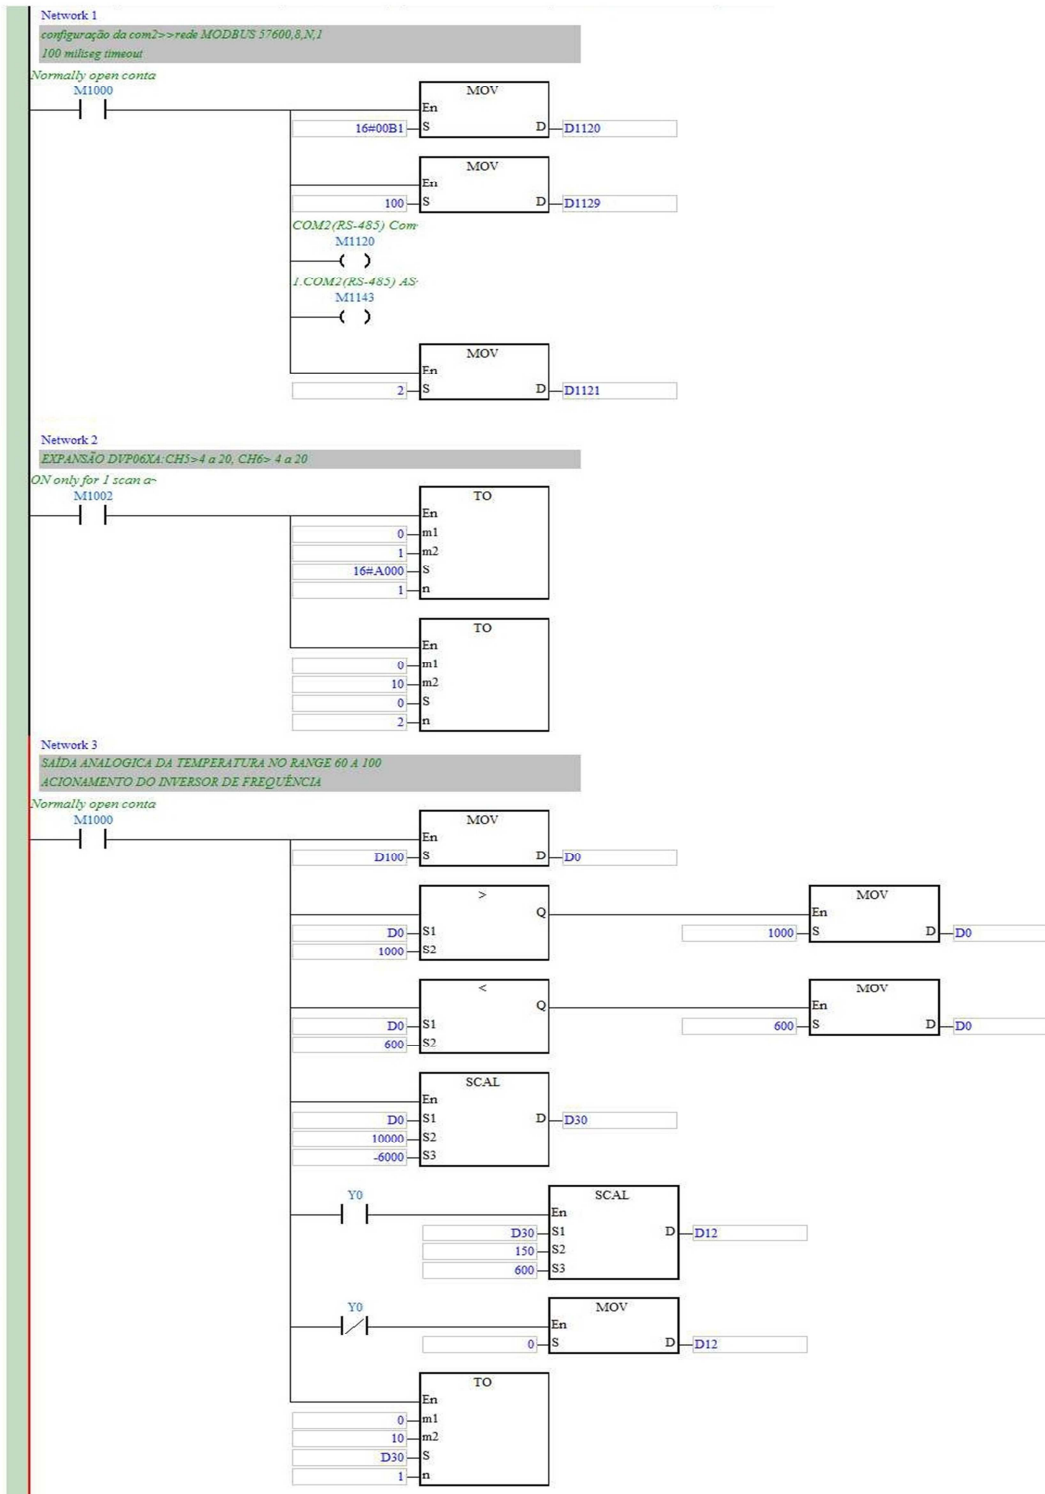 Network 1
configuração da com2>>rede MODBUS 57600,8,N,1
100 miliseg timeout
Normally open conta
M1000
MOV
En
16#00B1 S D D1120
MOV
En
100 S D D1129
COM2(RS-485) Com
M1120
1.COM2(RS-485) AS
M1143
MOV
En
2 S D D1121
Network 2
EXPANSÃO DVP06XA:CH5>4 a 20, CH6> 4 a 20
ON only for 1 scan a~
M1002
TO
En
0 m1
1 m2
16#A000 S
1 n
TO
En
0 m1
10 m2
0 S
2 n
Network 3
SAÍDA ANALOGICA DA TEMPERATURA NO RANGE 60 A 100
ACIONAMENTO DO INVERSOR DE FREQUÊNCIA
Normally open conta
M1000
MOV
En
D100 S D D0
> MOV
Q En
D0 S1 1000 S D D0
1000 S2
< MOV
Q En
D0 S1 600 S D D0
600 S2
SCAL
En
D0 S1 D D30
10000 S2
-6000 S3
Y0 SCAL
En
D30 S1 D D12
150 S2
600 S3
Y0 MOV
En
0 S D D12
TO
En
0 m1
10 m2
D30 S
1 n